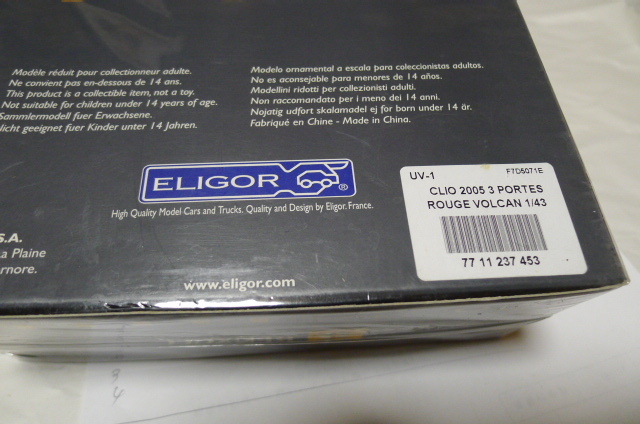 Modèle réduit pour collectionneur adulte.
Ne convient pas en-dessous de 14 ans.
This product is a collectible item, not a toy.
Not suitable for children under 14 years of age.
Sammlermodell fuer Erwachsene.
Nicht geeignet fuer Kinder unter 14 Jahren.
Modelo ornamental a escala para coleccionistas adultas.
No es aconsejable para menores de 14 años.
Modellini ridotti per collezionisti adulti.
Non raccomandato per i meno dei 14 anni.
Nojatig udfort skalamodel ej for born under 14 år.
Fabriqué en Chine - Made in China.
ELIGOR ®
High Quality Model Cars and Trucks. Quality and Design by Eligor, France.
UV-1 F7D5071E
CLIO 2005 3 PORTES
ROUGE VOLCAN 1/43
77 11 237 453
S.A.
La Plaine
www.eligor.com